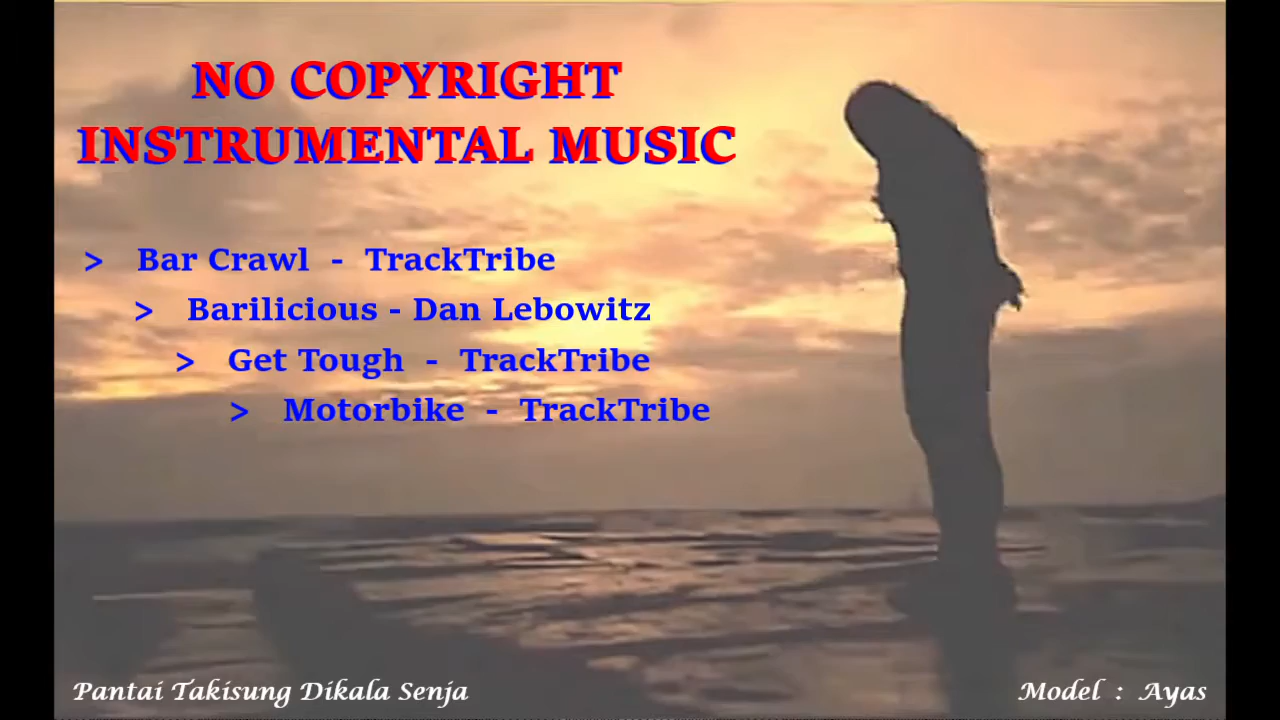 NO COPYRIGHT
INSTRUMENTAL MUSIC
> Bar Crawl - TrackTribe
> Barilicious - Dan Lebowitz
> Get Tough - TrackTribe
> Motorbike - TrackTribe
Pantai Takisung Dikala Senja
Model : Ayas